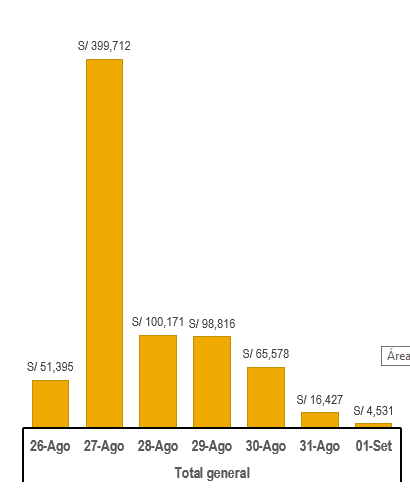 S/ 399,712
S/ 100,171
S/ 98,816
S/ 65,578
S/ 51,395
S/ 16,427
S/ 4,531
Área
26-Ago 27-Ago 28-Ago 29-Ago 30-Ago 31-Ago 01-Set
Total general